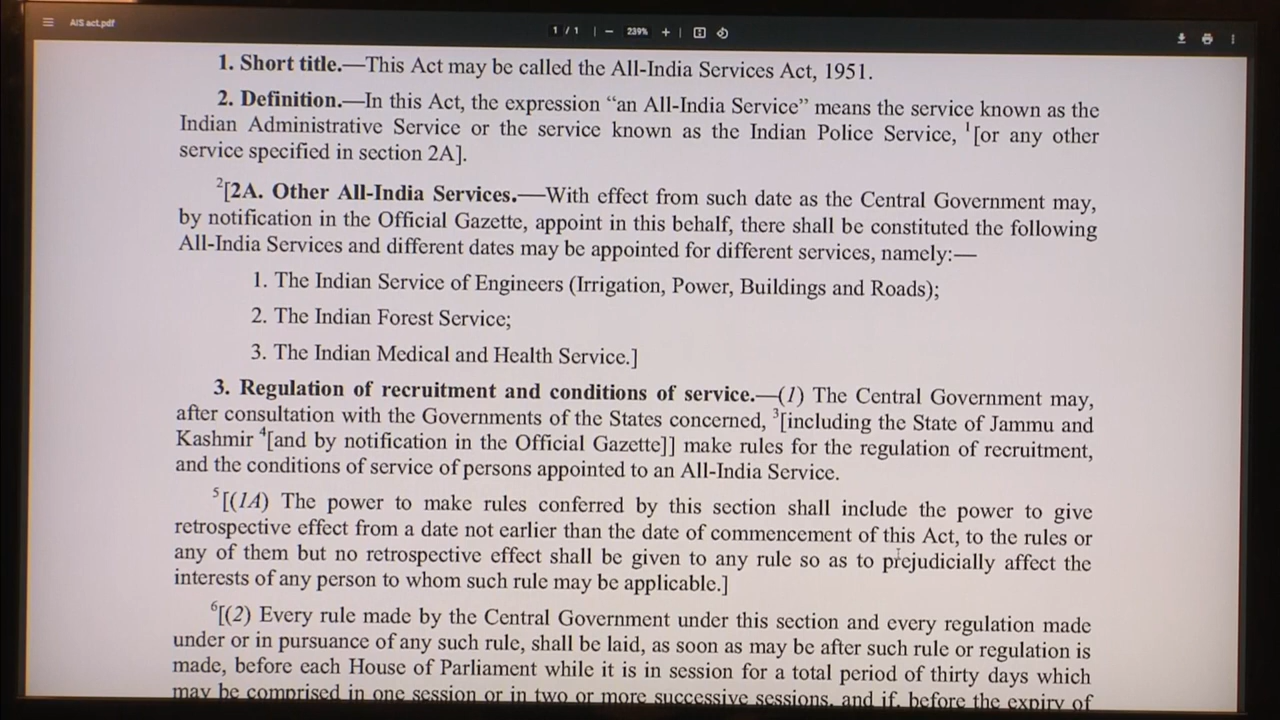 AIS act.pdf
1 / 1 | − 239% + |
1. Short title.—This Act may be called the All-India Services Act, 1951.
2. Definition.—In this Act, the expression “an All-India Service” means the service known as the
Indian Administrative Service or the service known as the Indian Police Service, 1[or any other
service specified in section 2A].
2[2A. Other All-India Services.—With effect from such date as the Central Government may,
by notification in the Official Gazette, appoint in this behalf, there shall be constituted the following
All-India Services and different dates may be appointed for different services, namely:—
1. The Indian Service of Engineers (Irrigation, Power, Buildings and Roads);
2. The Indian Forest Service;
3. The Indian Medical and Health Service.]
3. Regulation of recruitment and conditions of service.—(1) The Central Government may,
after consultation with the Governments of the States concerned, 3[including the State of Jammu and
Kashmir 4[and by notification in the Official Gazette]] make rules for the regulation of recruitment,
and the conditions of service of persons appointed to an All-India Service.
5[(1A) The power to make rules conferred by this section shall include the power to give
retrospective effect from a date not earlier than the date of commencement of this Act, to the rules or
any of them but no retrospective effect shall be given to any rule so as to prejudicially affect the
interests of any person to whom such rule may be applicable.]
6[(2) Every rule made by the Central Government under this section and every regulation made
under or in pursuance of any such rule, shall be laid, as soon as may be after such rule or regulation is
made, before each House of Parliament while it is in session for a total period of thirty days which
may be comprised in one session or in two or more successive sessions, and if, before the expiry of